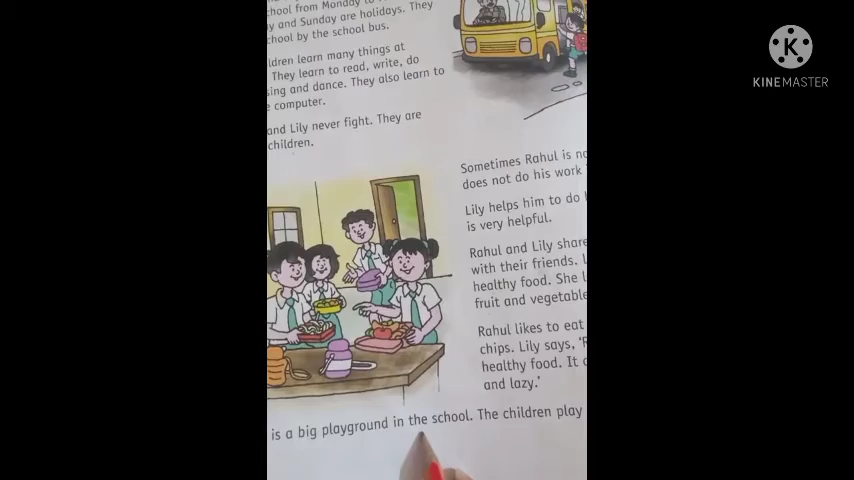 chool from Monday to
y and Sunday are holidays. They
chool by the school bus.
ldren learn many things at
They learn to read, write, do
sing and dance. They also learn to
e computer.
and Lily never fight. They are
children.
Sometimes Rahul is no
does not do his work
Lily helps him to do
is very helpful.
Rahul and Lily share
with their friends. L
healthy food. She l
fruit and vegetable
Rahul likes to eat
chips. Lily says, 'R
healthy food. It
and lazy.'
is a big playground in the school. The children play
K
KINEMASTER